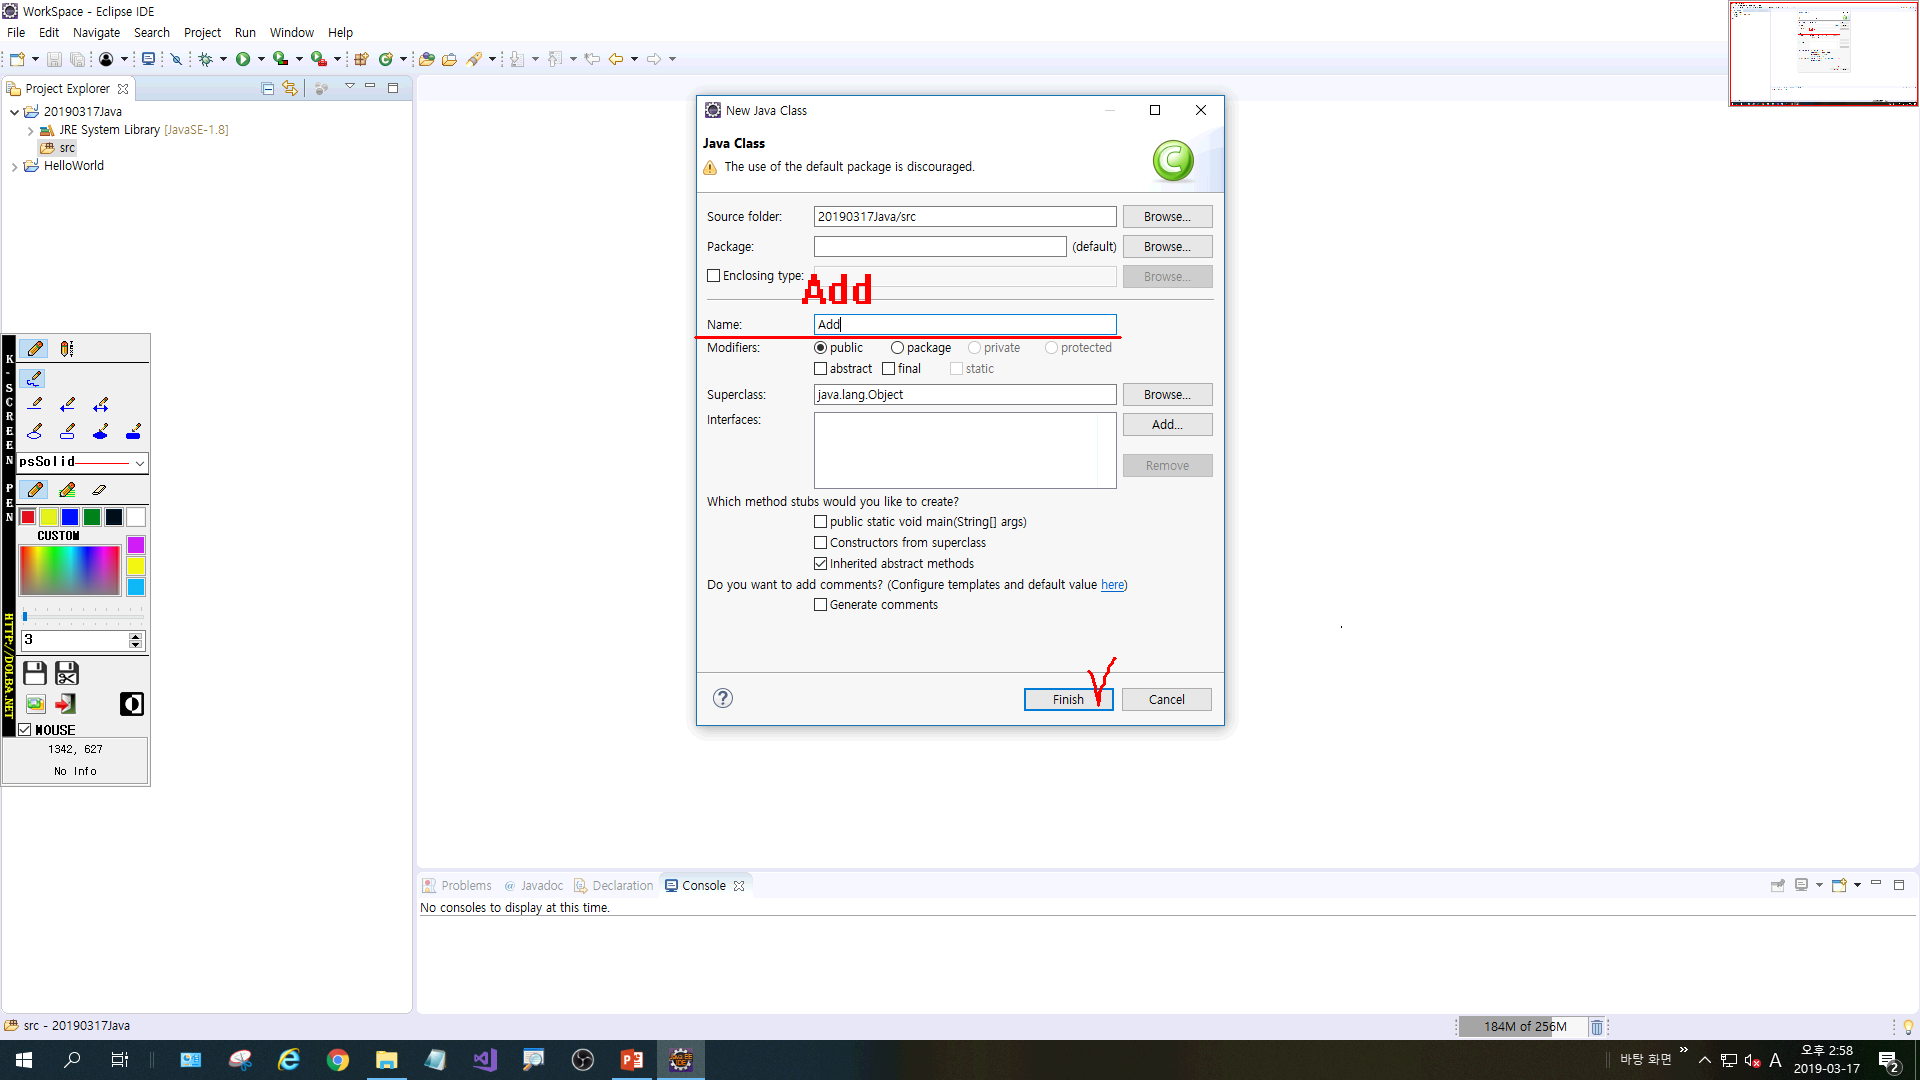 WorkSpace - Eclipse IDE
File Edit Navigate Search Project Run Window Help
Project Explorer
20190317Java
JRE System Library [JavaSE-1.8]
src
HelloWorld
New Java Class
Java Class
The use of the default package is discouraged.
Source folder: 20190317Java/src Browse...
Package: (default) Browse...
Enclosing type: Browse...
Add
Name: Add
Modifiers: public package private protected
abstract final static
Superclass: java.lang.Object Browse...
Interfaces: Add...
Remove
Which method stubs would you like to create?
public static void main(String[] args)
Constructors from superclass
Inherited abstract methods
Do you want to add comments? (Configure templates and default value here)
Generate comments
Finish Cancel
K-SCREEN PEN
HTTP://DOLBA.NET
psSolid
CUSTOM
3
MOUSE
1342, 627
No Info
Problems Javadoc Declaration Console
No consoles to display at this time.
src - 20190317Java
184M of 256M
바탕 화면
A
오후 2:58
2019-03-17
2